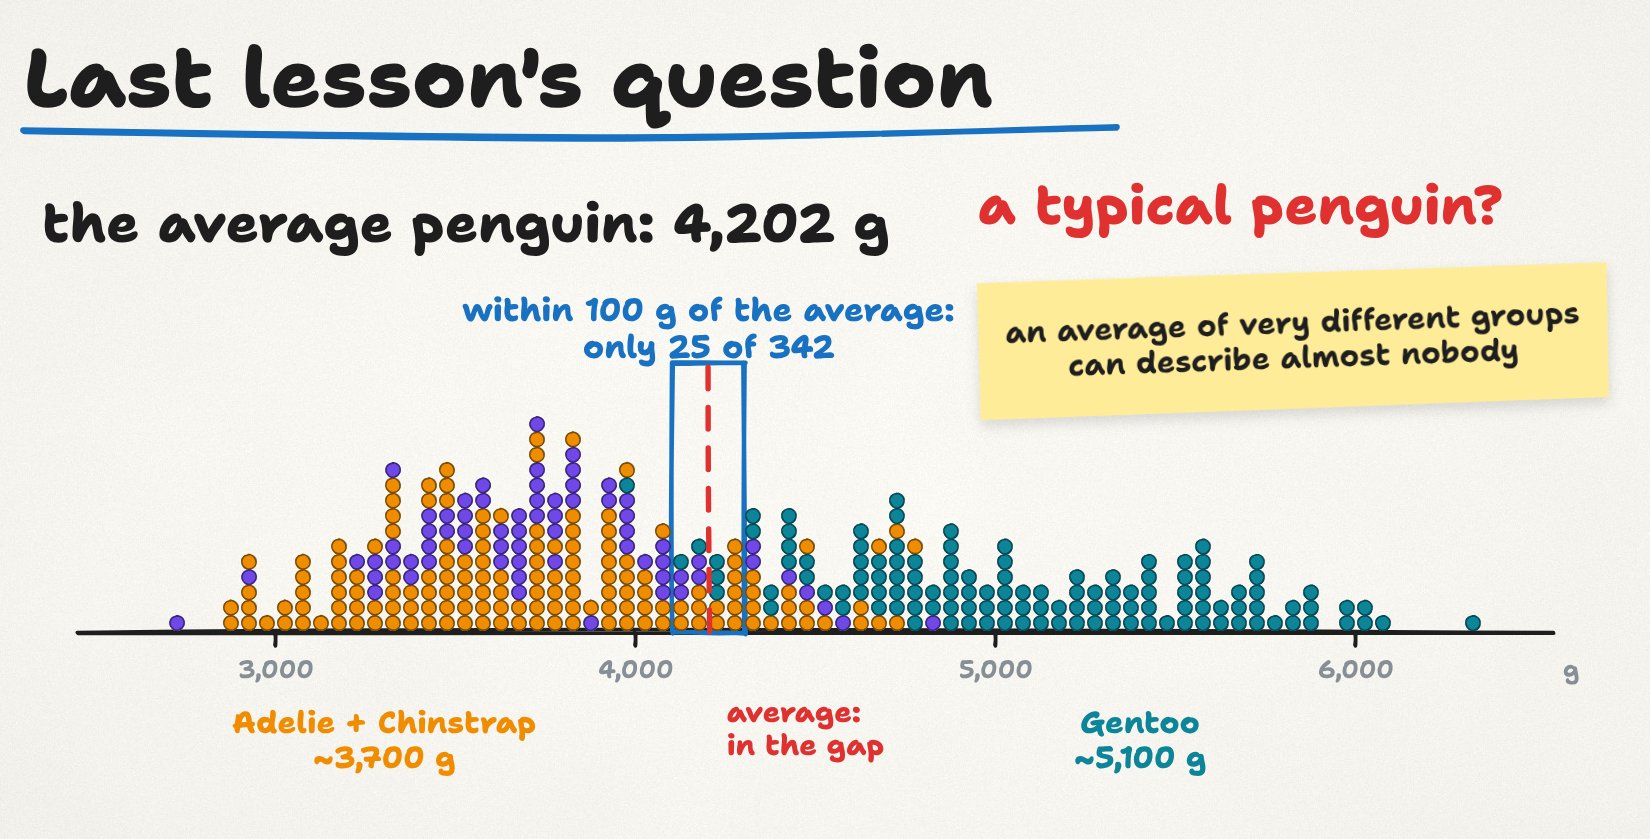 Last lesson's question
the average penguin: 4,202 g
a typical penguin?
within 100 g of the average:
only 25 of 342
an average of very different groups
can describe almost nobody
3,000
4,000
5,000
6,000
g
Adelie + Chinstrap
~3,700 g
average:
in the gap
Gentoo
~5,100 g